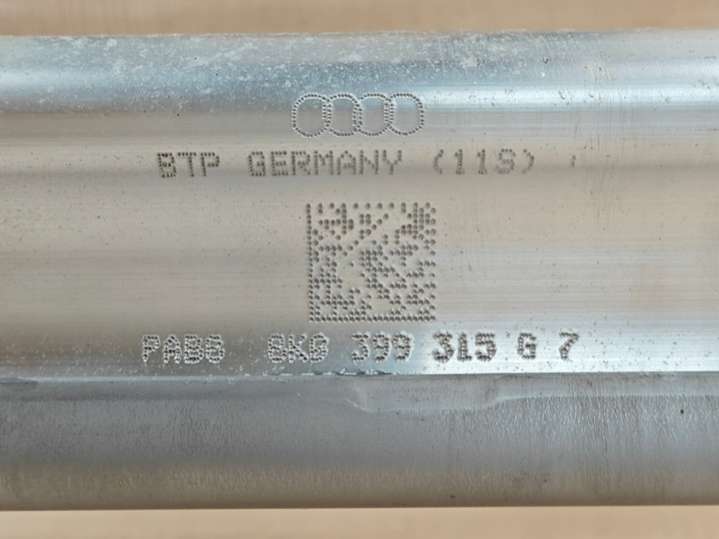 BTP GERMANY (11S)
PAB8 8K0 399 315 G 7